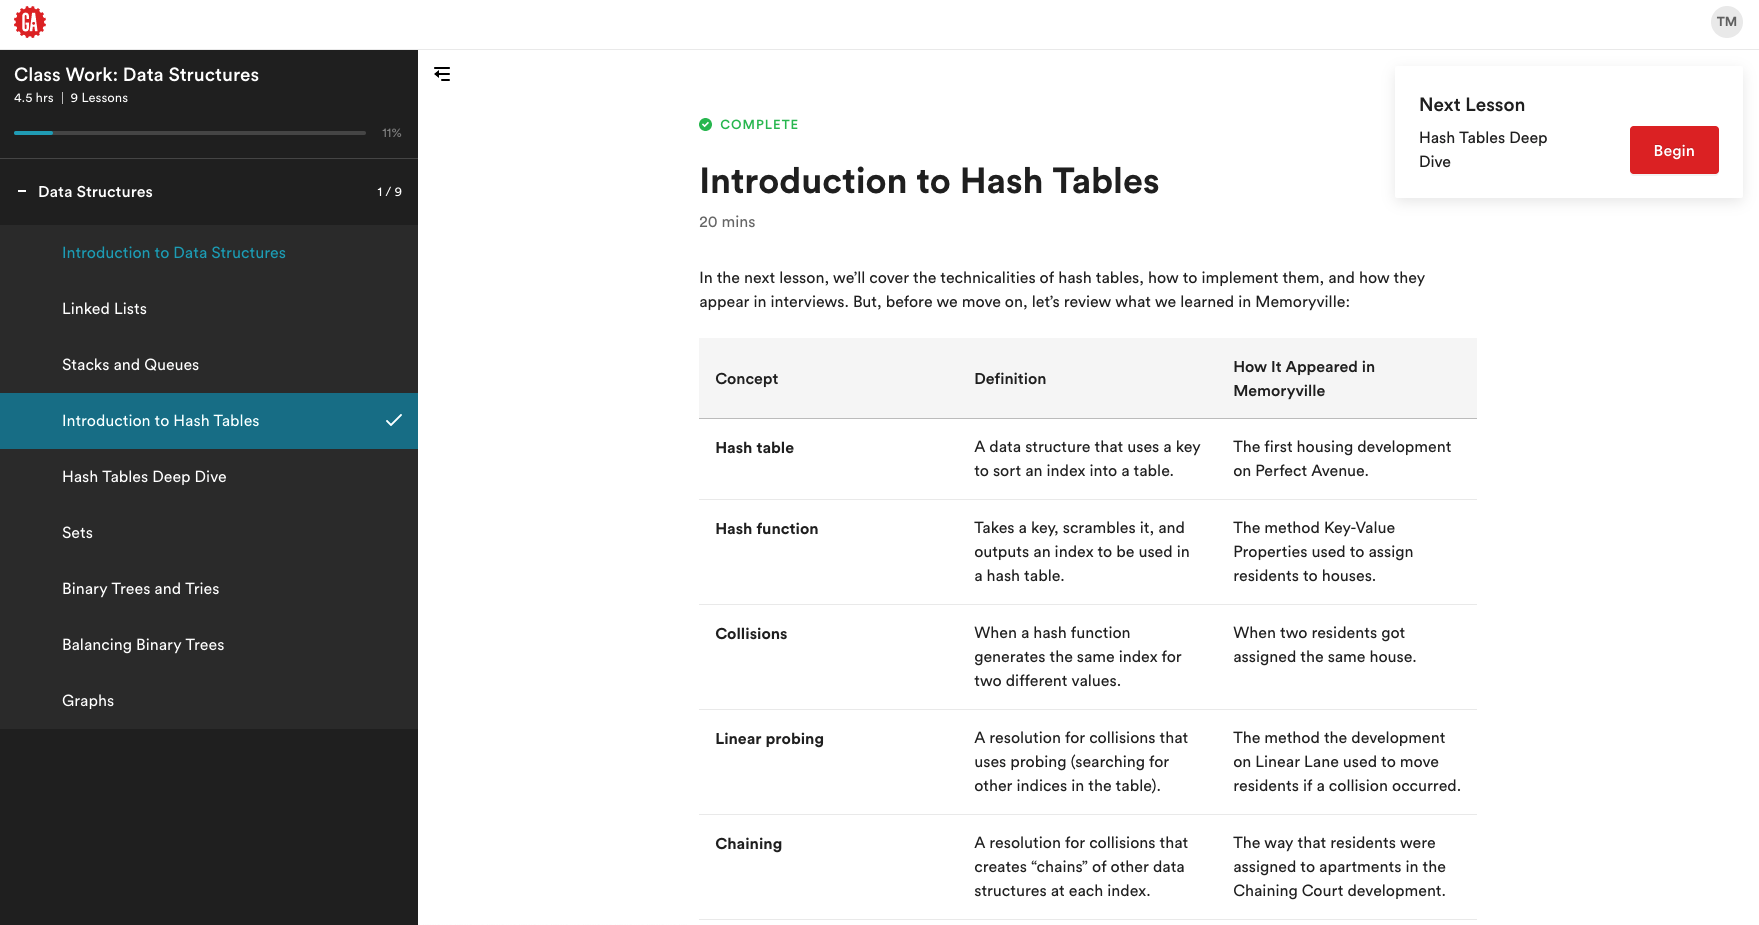 GA
TM
Class Work: Data Structures
4.5 hrs | 9 Lessons
11%
Data Structures
1 / 9
Introduction to Data Structures
Linked Lists
Stacks and Queues
Introduction to Hash Tables
Hash Tables Deep Dive
Sets
Binary Trees and Tries
Balancing Binary Trees
Graphs
COMPLETE
Introduction to Hash Tables
20 mins
Next Lesson
Hash Tables Deep
Dive
Begin
In the next lesson, we’ll cover the technicalities of hash tables, how to implement them, and how they
appear in interviews. But, before we move on, let’s review what we learned in Memoryville:
Concept
Definition
How It Appeared in
Memoryville
Hash table
A data structure that uses a key
to sort an index into a table.
The first housing development
on Perfect Avenue.
Hash function
Takes a key, scrambles it, and
outputs an index to be used in
a hash table.
The method Key-Value
Properties used to assign
residents to houses.
Collisions
When a hash function
generates the same index for
two different values.
When two residents got
assigned the same house.
Linear probing
A resolution for collisions that
uses probing (searching for
other indices in the table).
The method the development
on Linear Lane used to move
residents if a collision occurred.
Chaining
A resolution for collisions that
creates “chains” of other data
structures at each index.
The way that residents were
assigned to apartments in the
Chaining Court development.